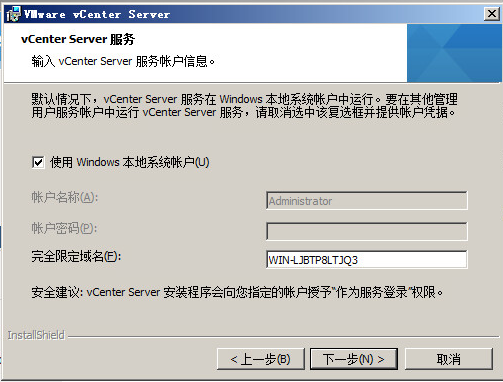 VMware vCenter Server
vCenter Server 服务
输入 vCenter Server 服务帐户信息。
默认情况下，vCenter Server 服务在 Windows 本地系统帐户中运行。要在其他管理
用户服务帐户中运行 vCenter Server 服务，请取消选中该复选框并提供帐户凭据。
使用 Windows 本地系统帐户(U)
帐户名称(A):
Administrator
帐户密码(P):
完全限定域名(F):
WIN-LJBTP8LTJQ3
安全建议: vCenter Server 安装程序会向您指定的帐户授予“作为服务登录”权限。
InstallShield
< 上一步(B)
下一步(N) >
取消